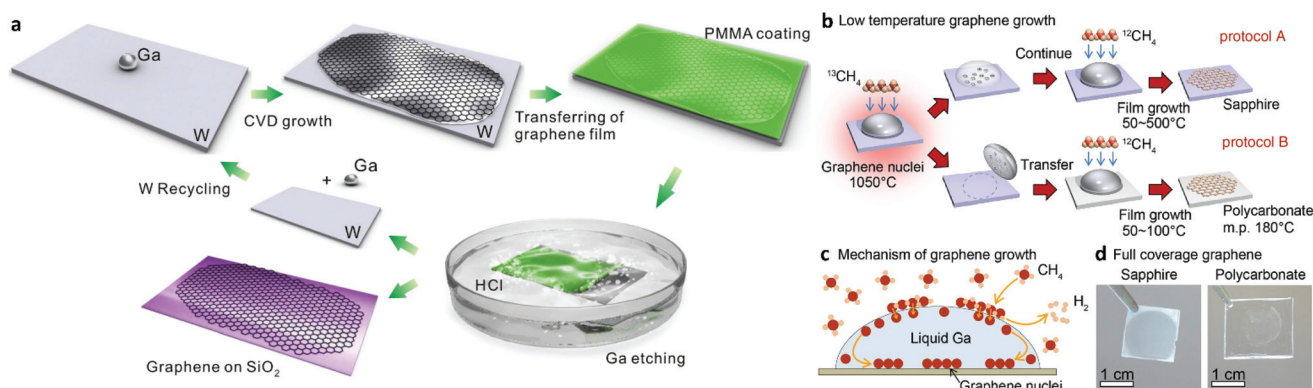 a
Ga
W
CVD growth
W
Transferring of
graphene film
PMMA coating
W Recycling
+
Ga
W
HCl
Ga etching
Graphene on SiO₂
b
Low temperature graphene growth
¹³CH₄
Graphene nuclei
1050°C
Continue
¹²CH₄
protocol A
Film growth
50~500°C
Sapphire
Transfer
¹²CH₄
protocol B
Film growth
50~100°C
Polycarbonate
m.p. 180°C
c
Mechanism of graphene growth
CH₄
H₂
Liquid Ga
Graphene nuclei
d
Full coverage graphene
Sapphire
Polycarbonate
1 cm
1 cm